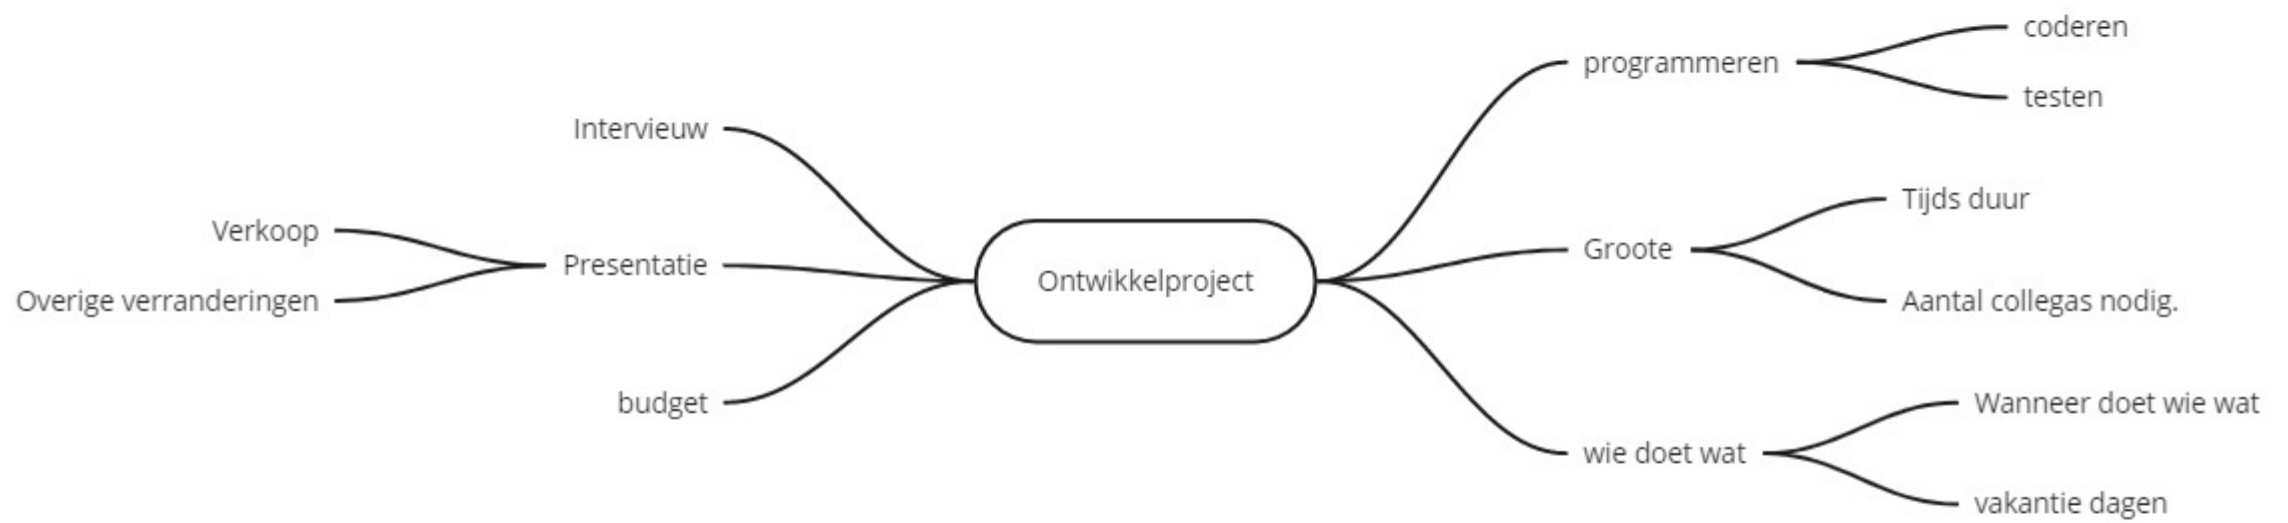 coderen
programmeren
testen
Intervieuw
Tijds duur
Verkoop
Groote
Presentatie
Ontwikkelproject
Overige verranderingen
Aantal collegas nodig.
budget
Wanneer doet wie wat
wie doet wat
vakantie dagen